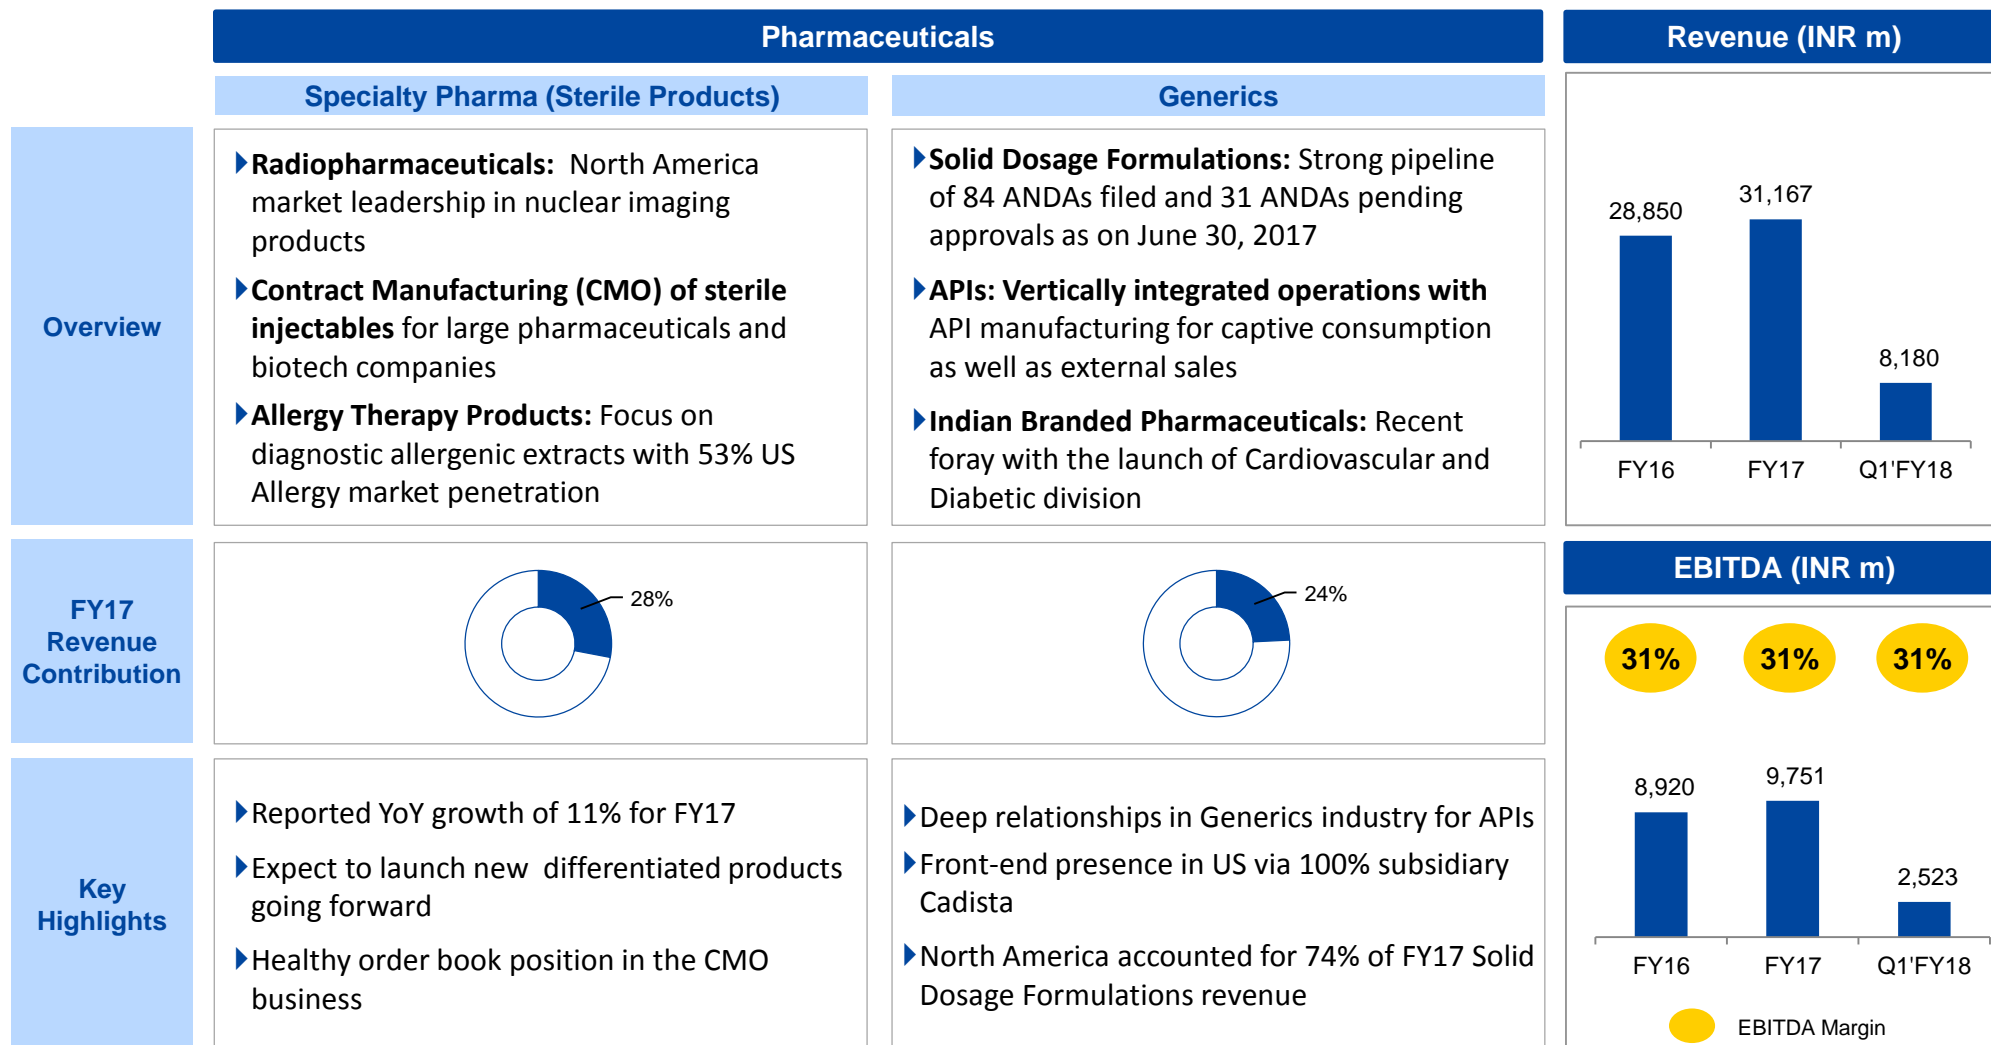 Pharmaceuticals
Specialty Pharma (Sterile Products)
Generics
Overview
Radiopharmaceuticals: North America
market leadership in nuclear imaging
products
Contract Manufacturing (CMO) of sterile
injectables for large pharmaceuticals and
biotech companies
Allergy Therapy Products: Focus on
diagnostic allergenic extracts with 53% US
Allergy market penetration
Solid Dosage Formulations: Strong pipeline
of 84 ANDAs filed and 31 ANDAs pending
approvals as on June 30, 2017
APIs: Vertically integrated operations with
API manufacturing for captive consumption
as well as external sales
Indian Branded Pharmaceuticals: Recent
foray with the launch of Cardiovascular and
Diabetic division
FY17
Revenue
Contribution
28%
24%
Key
Highlights
Reported YoY growth of 11% for FY17
Expect to launch new differentiated products
going forward
Healthy order book position in the CMO
business
Deep relationships in Generics industry for APIs
Front-end presence in US via 100% subsidiary
Cadista
North America accounted for 74% of FY17 Solid
Dosage Formulations revenue
Revenue (INR m)
28,850
31,167
8,180
FY16
FY17
Q1'FY18
EBITDA (INR m)
31%
31%
31%
8,920
9,751
2,523
FY16
FY17
Q1'FY18
EBITDA Margin